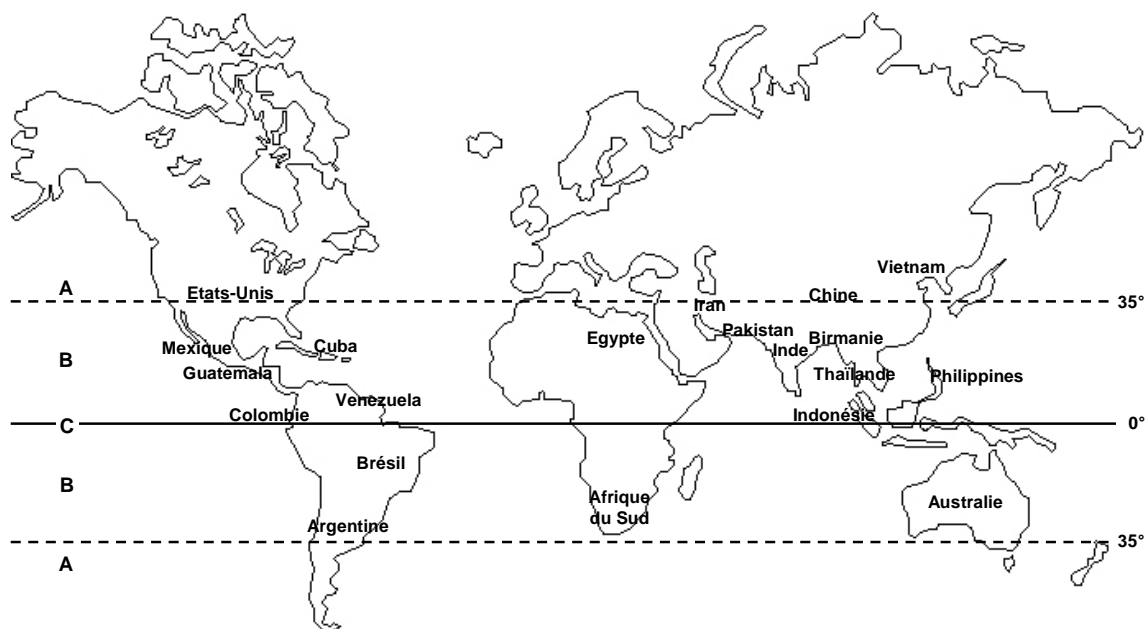 Vietnam
A
Etats-Unis
Chine
35°
Iran
Pakistan
Egypte
Birmanie
Mexique
Cuba
Inde
B
Guatemala
Thaïlande
Philippines
Venezuela
Colombie
Indonésie
C
0°
Brésil
B
Afrique
du Sud
Australie
Argentine
35°
A